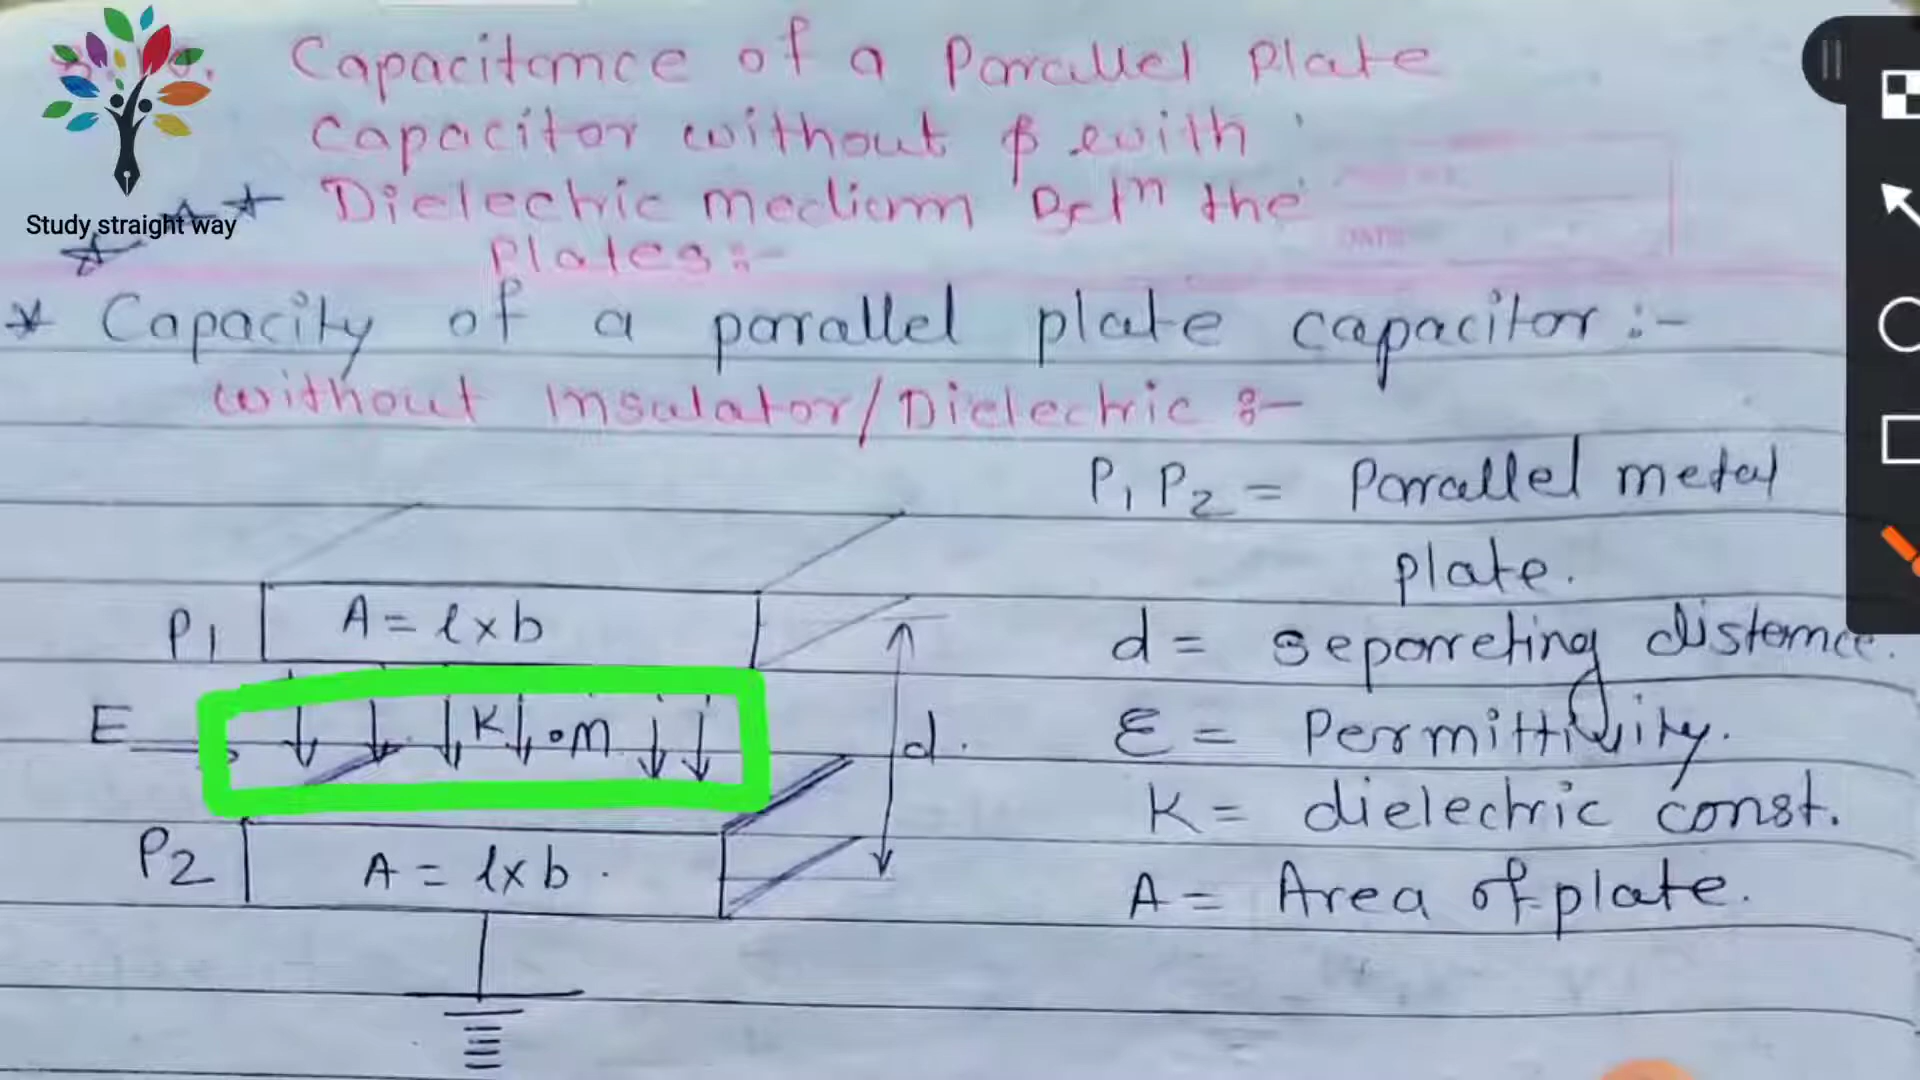 Capacitance of a Parallel Plate
Capacitor without & with
Dielectric medium Betn the
Plates:-
Study straight way
* Capacity of a parallel plate capacitor:-
without Insulator/Dielectric :-
P1 P2 = Parallel metal
plate.
P1 A = l x b
d = separeting distance.
E K • m d.
ε = Permittivity.
K = dielectric const.
P2 A = l x b.
A = Area of plate.